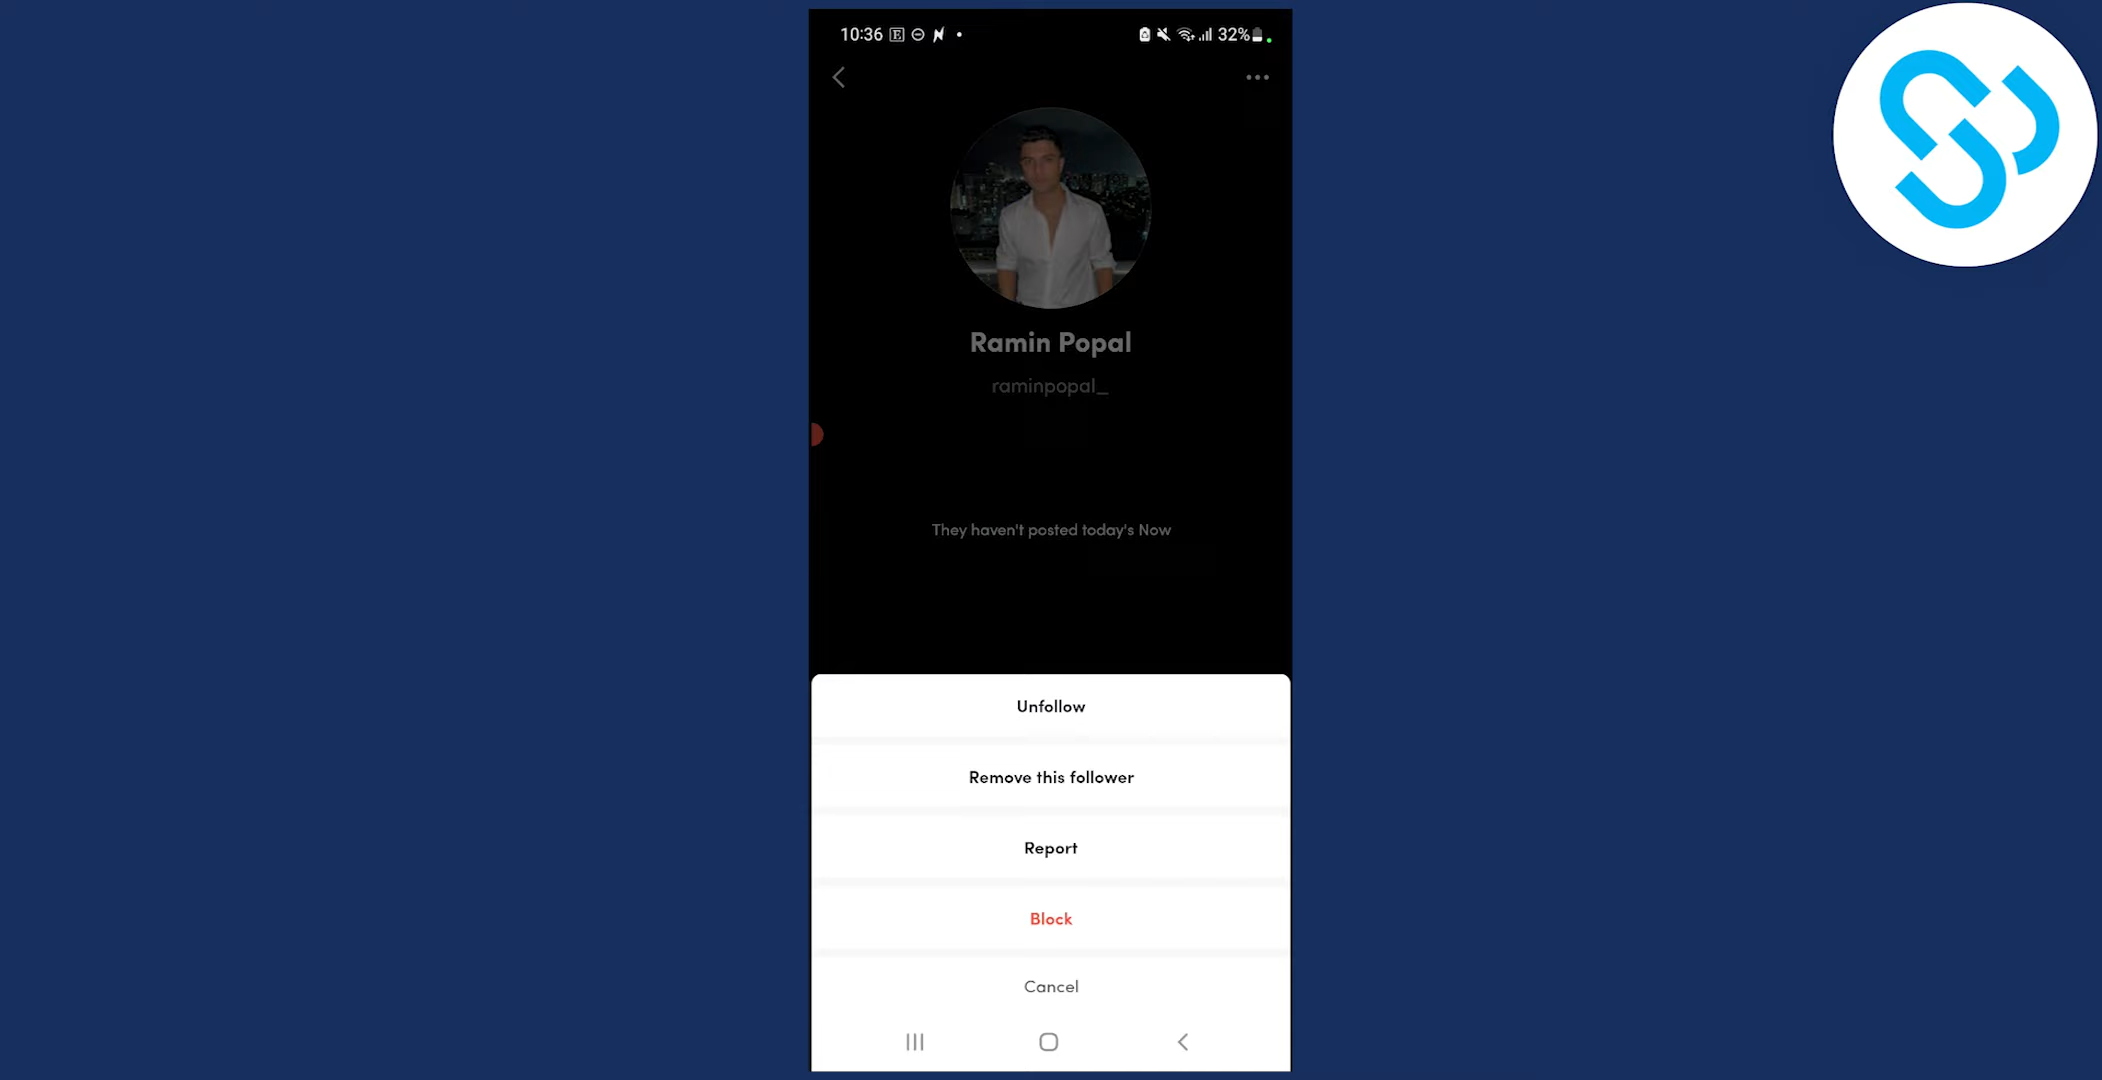 10:36 32%
Ramin Popal
raminpopal_
They haven't posted today's Now
Unfollow
Remove this follower
Report
Block
Cancel